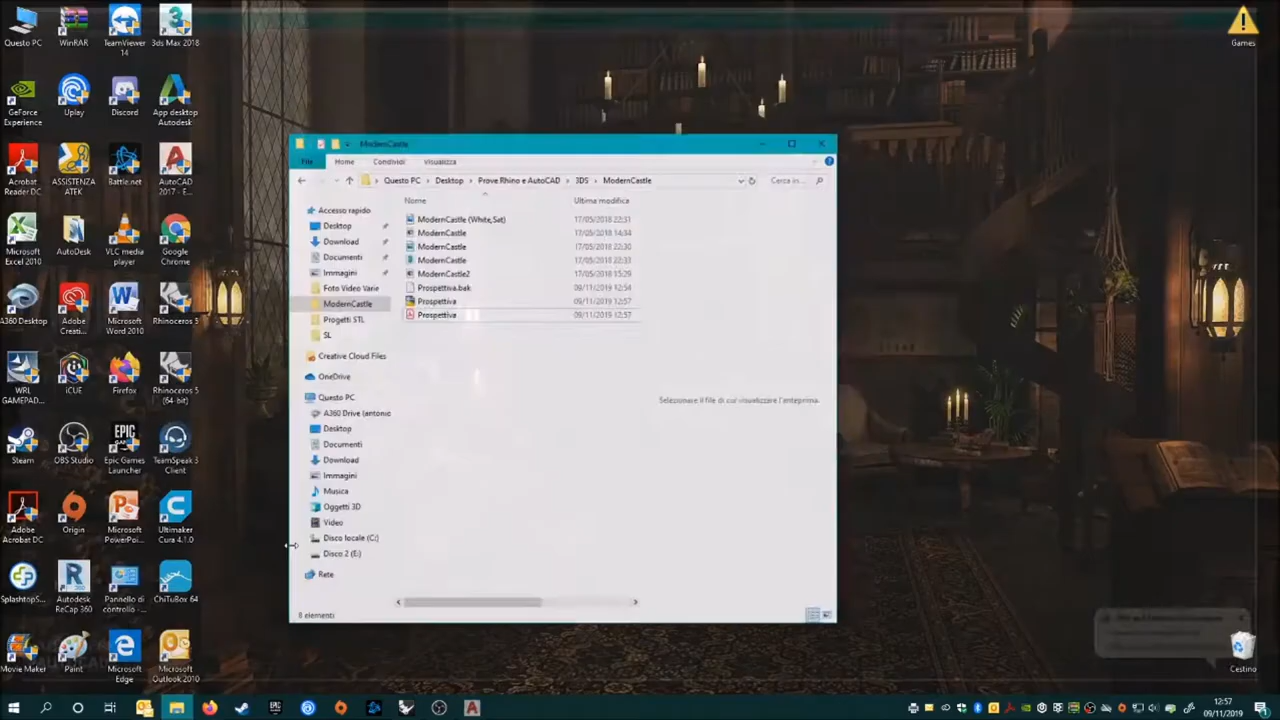 Questo PC
WinRAR
TeamViewer
14
3ds Max 2018
Games
GeForce
Experience
Uplay
Discord
App desktop
Autodesk
Acrobat
Reader DC
ASSISTENZA
ATEK
Battle.net
AutoCAD
2017 - E...
Microsoft
Excel 2010
AutoDesk
VLC media
player
Google
Chrome
A360 Desktop
Adobe
Creati...
Microsoft
Word 2010
Rhinoceros 5
WRL
GAMEPAD...
iCUE
Firefox
Rhinoceros 5
(64-bit)
Steam
OBS Studio
Epic Games
Launcher
TeamSpeak 3
Client
Adobe
Acrobat DC
Origin
Microsoft
PowerPoi...
Ultimaker
Cura 4.1.0
SplashtopS...
Autodesk
ReCap 360
Pannello di
controllo -...
ChiTuBox 64
Movie Maker
Paint
Microsoft
Edge
Microsoft
Outlook 2010
ModernCastle
File
Home
Condividi
Visualizza
Questo PC
Desktop
Prove Rhino e AutoCAD
3DS
ModernCastle
Cerca in...
Nome
Ultima modifica
ModernCastle (White,Sat)
17/05/2018 22:31
ModernCastle
17/05/2018 14:34
ModernCastle
17/05/2018 22:30
ModernCastle
17/05/2018 22:33
ModernCastle2
17/05/2018 15:29
Prospettiva.bak
09/11/2019 12:54
Prospettiva
09/11/2019 12:57
Prospettiva
09/11/2019 12:57
Accesso rapido
Desktop
Download
Documenti
Immagini
Foto Video Varie
ModernCastle
Progetti STL
SL
Creative Cloud Files
OneDrive
Questo PC
A360 Drive (antonio
Desktop
Documenti
Download
Immagini
Musica
Oggetti 3D
Video
Disco locale (C:)
Disco 2 (E:)
Rete
Selezionare il file di cui visualizzare l'anteprima.
8 elementi
Cestino
12:57
09/11/2019